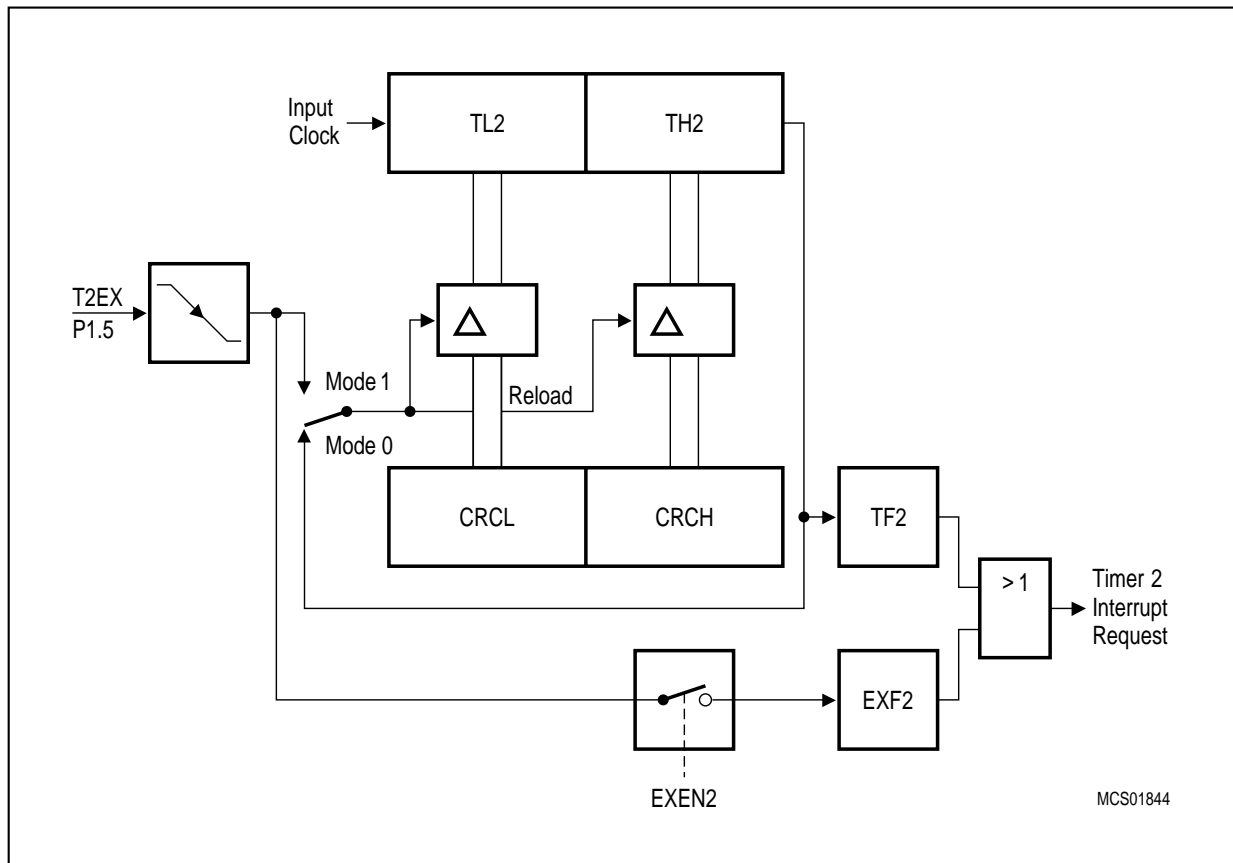 Input
Clock
TL2
TH2
T2EX
P1.5
Mode 1
Reload
Mode 0
CRCL
CRCH
TF2
> 1
Timer 2
Interrupt
Request
EXF2
EXEN2
MCS01844